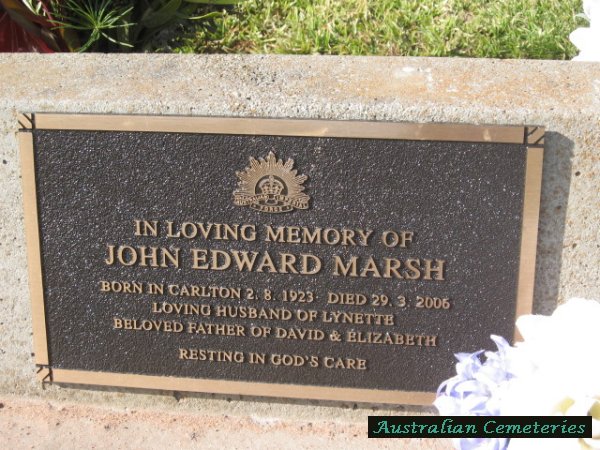 IN LOVING MEMORY OF
JOHN EDWARD MARSH
BORN IN CARLTON 2. 8. 1923 DIED 29. 3. 2006
LOVING HUSBAND OF LYNETTE
BELOVED FATHER OF DAVID & ELIZABETH
RESTING IN GOD'S CARE
Australian Cemeteries